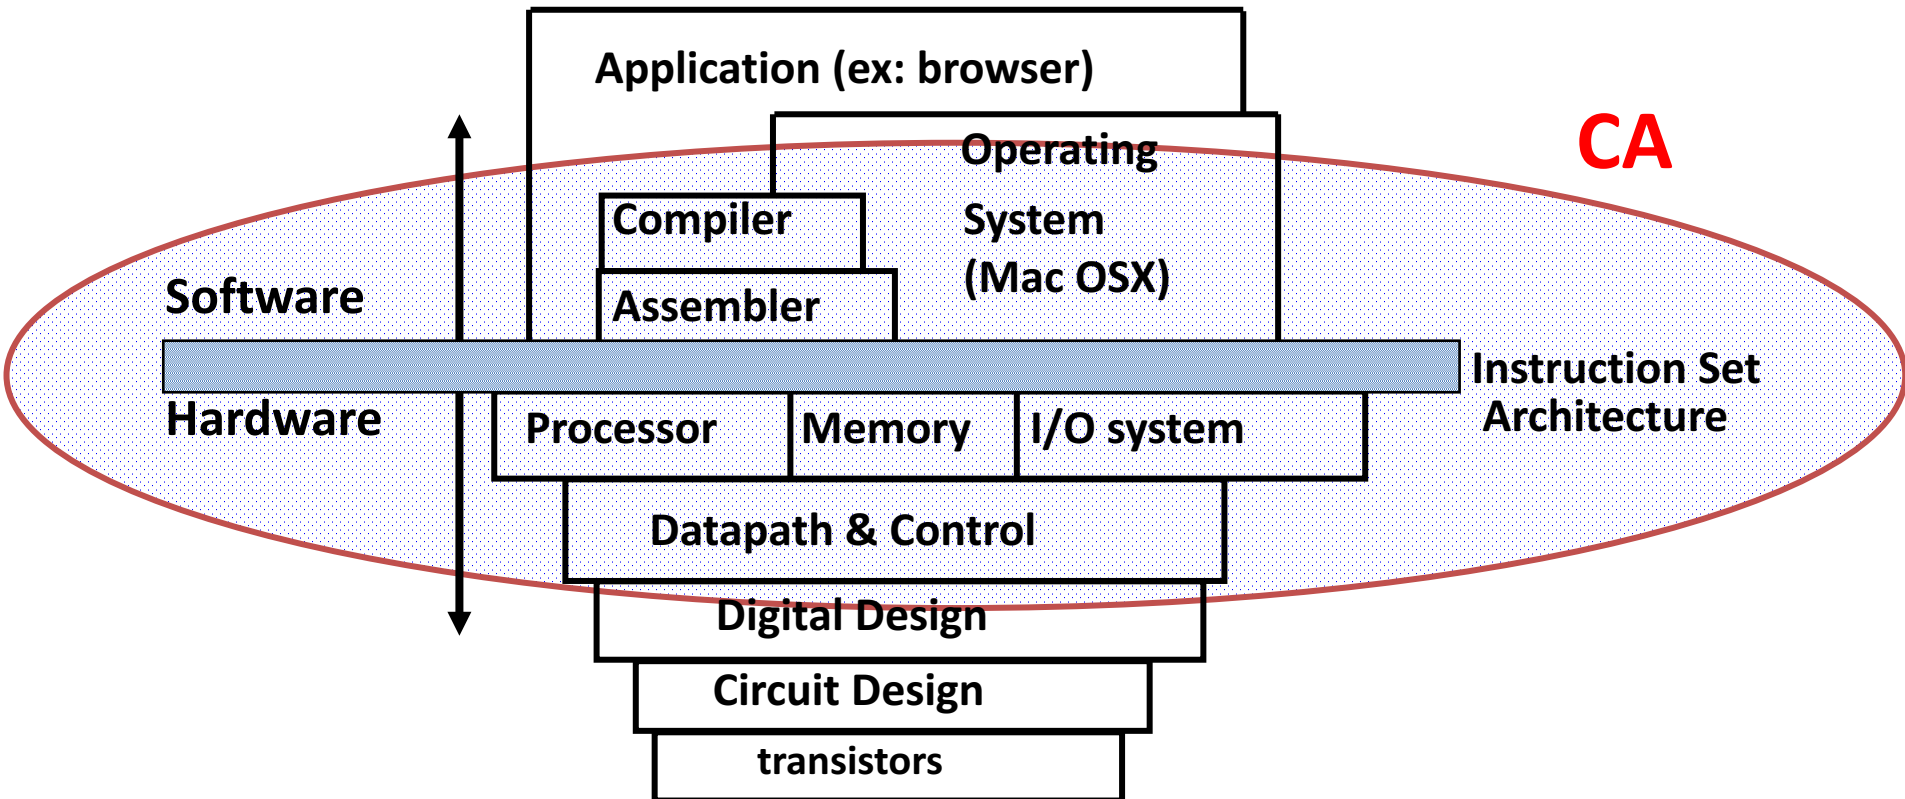 Application (ex: browser)
CA
Operating
System
(Mac OSX)
Compiler
Assembler
Software
Instruction Set
Architecture
Hardware
Processor
Memory
I/O system
Datapath & Control
Digital Design
Circuit Design
transistors